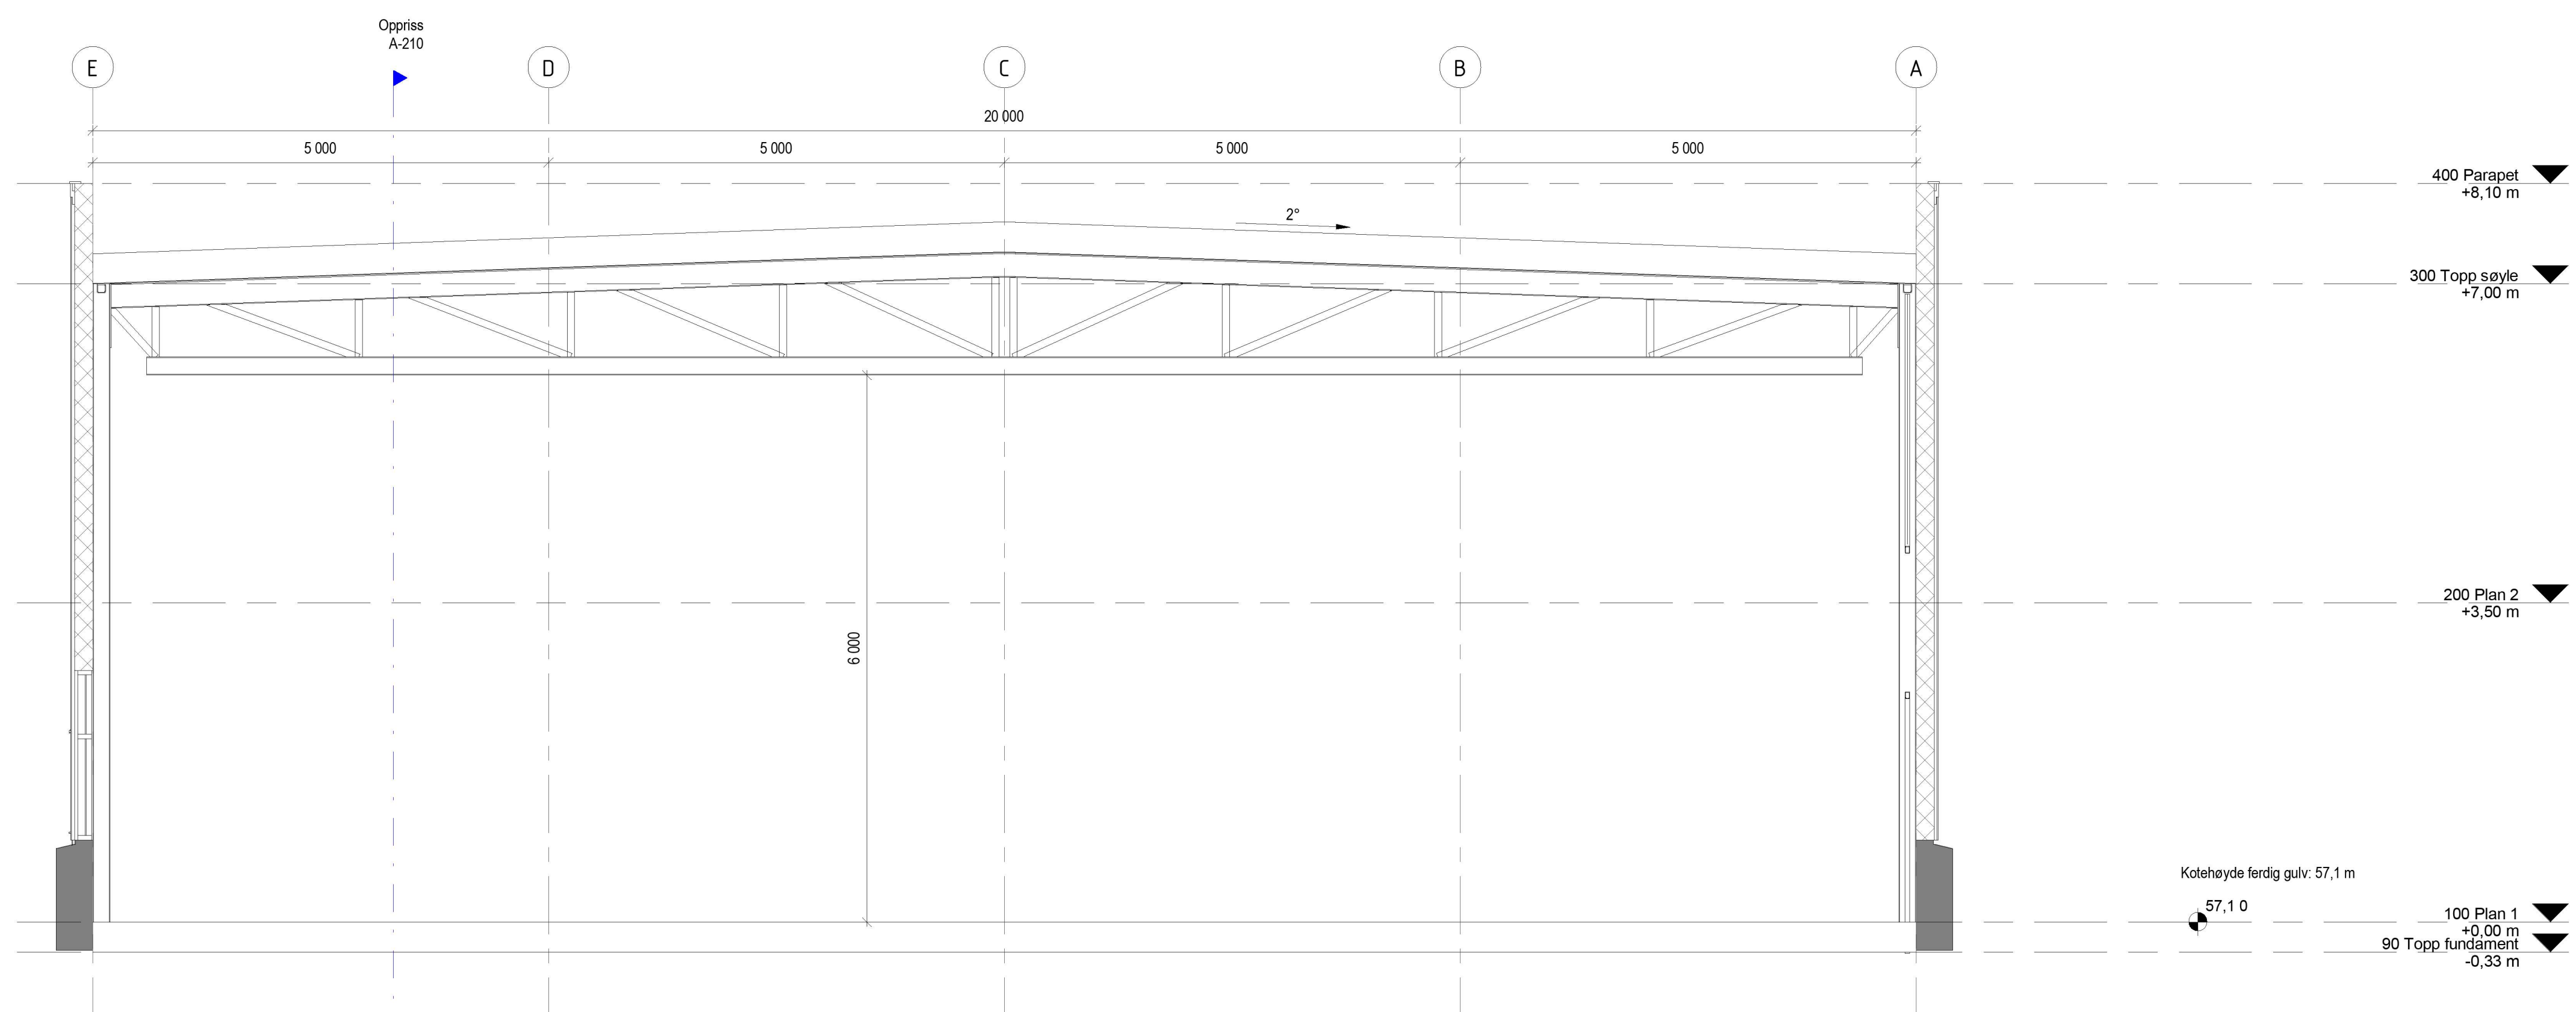 Oppriss
A-210
E
D
C
B
A
20 000
5 000
5 000
5 000
5 000
400 Parapet
+8,10 m
2°
300 Topp søyle
+7,00 m
200 Plan 2
+3,50 m
6 000
Kotehøyde ferdig gulv: 57,1 m
57,1 0
100 Plan 1
+0,00 m
90 Topp fundament
-0,33 m